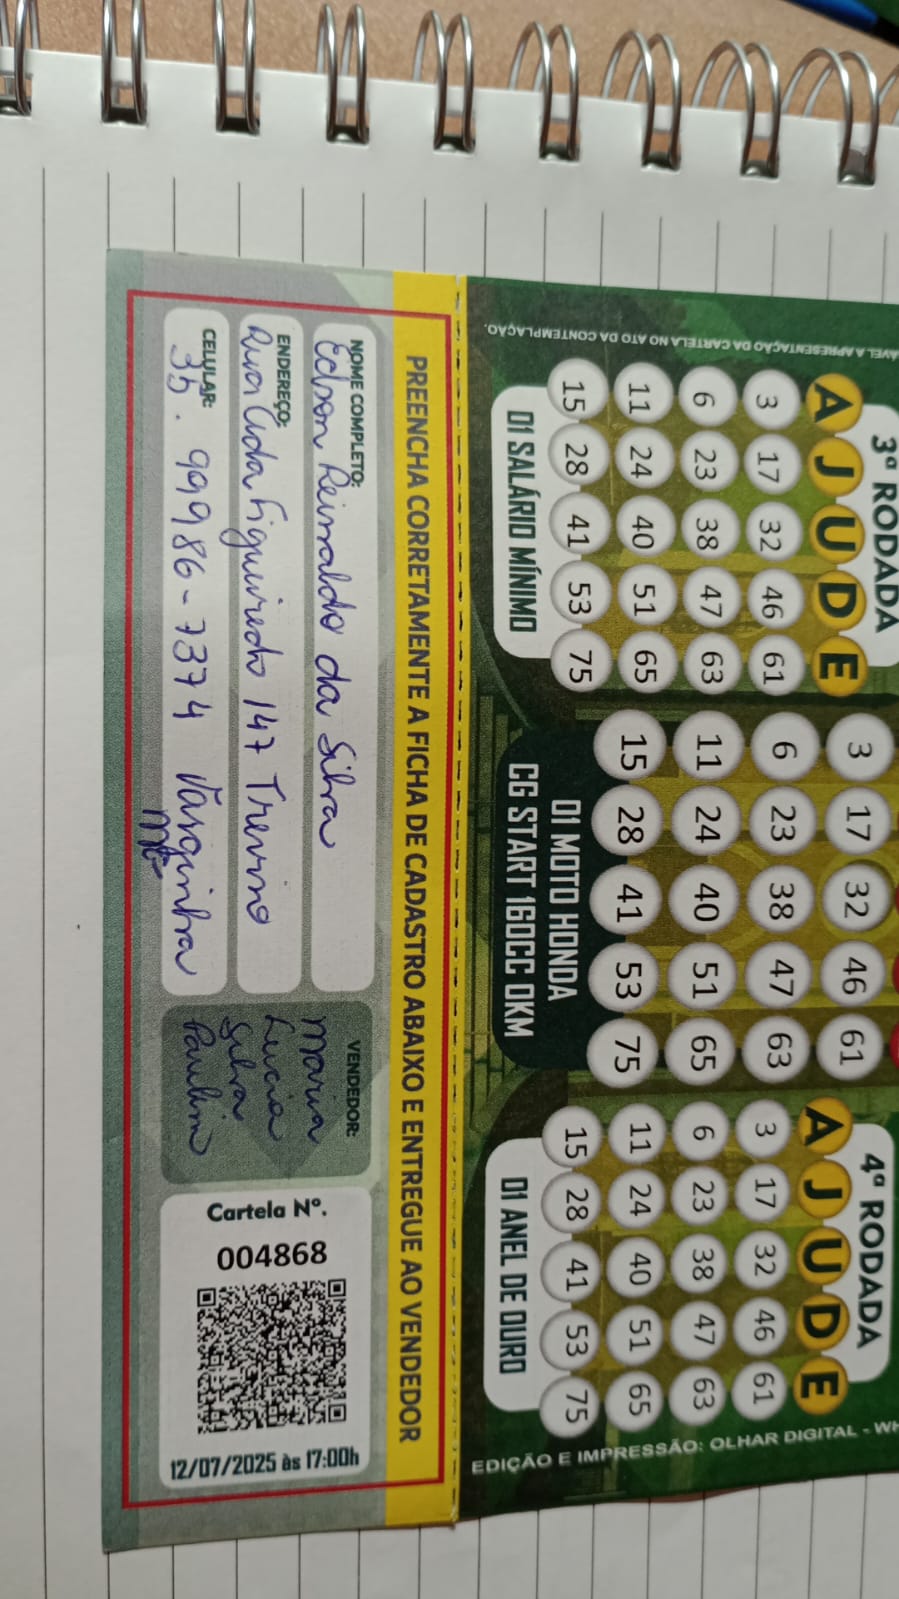 ÁVEL A APRESENTAÇÃO DA CARTELA NO ATO DA CONTEMPLAÇÃO.
3ª RODADA
A J U D E
3 17 32 46 61
6 23 38 47 63
11 24 40 51 65
15 28 41 53 75
01 SALÁRIO MÍNIMO
3 17 32 46 61
6 23 38 47 63
11 24 40 51 65
15 28 41 53 75
01 MOTO HONDA
CG START 160CC 0KM
4ª RODADA
A J U D E
3 17 32 46 61
6 23 38 47 63
11 24 40 51 65
15 28 41 53 75
01 ANEL DE OURO
EDIÇÃO E IMPRESSÃO: OLHAR DIGITAL - WH
PREENCHA CORRETAMENTE A FICHA DE CADASTRO ABAIXO E ENTREGUE AO VENDEDOR
NOME COMPLETO:
Edson Reinaldo da Silva
ENDEREÇO:
Rua Cida Figueiredo 147 Treviso
CELULAR:
35. 99986-7374 Varginha
MG
VENDEDOR:
Maria
Lucia
Silva
Paulin
Cartela Nº.
004868
12/07/2025 às 17:00h